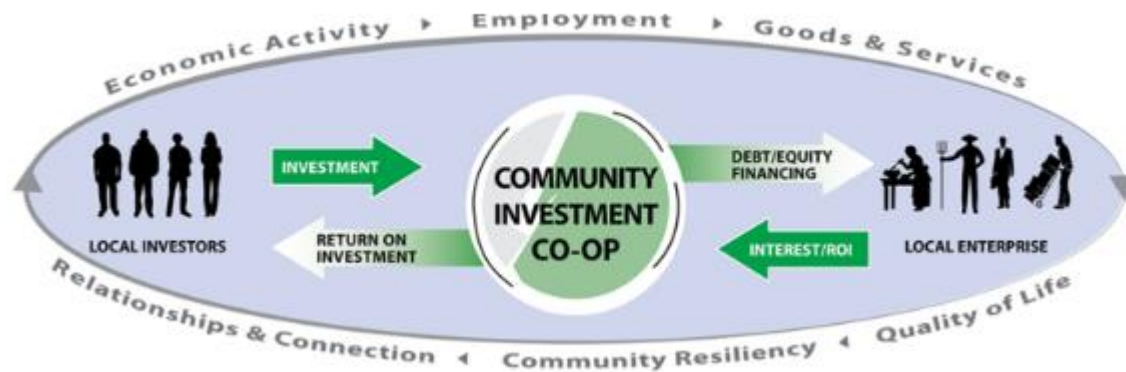 Economic Activity ▸ Employment ▸ Goods & Services
INVESTMENT
RETURN ON
INVESTMENT
LOCAL INVESTORS
COMMUNITY
INVESTMENT
CO-OP
DEBT/EQUITY
FINANCING
INTEREST/ROI
LOCAL ENTERPRISE
Relationships & Connection ◂ Community Resiliency ◂ Quality of Life